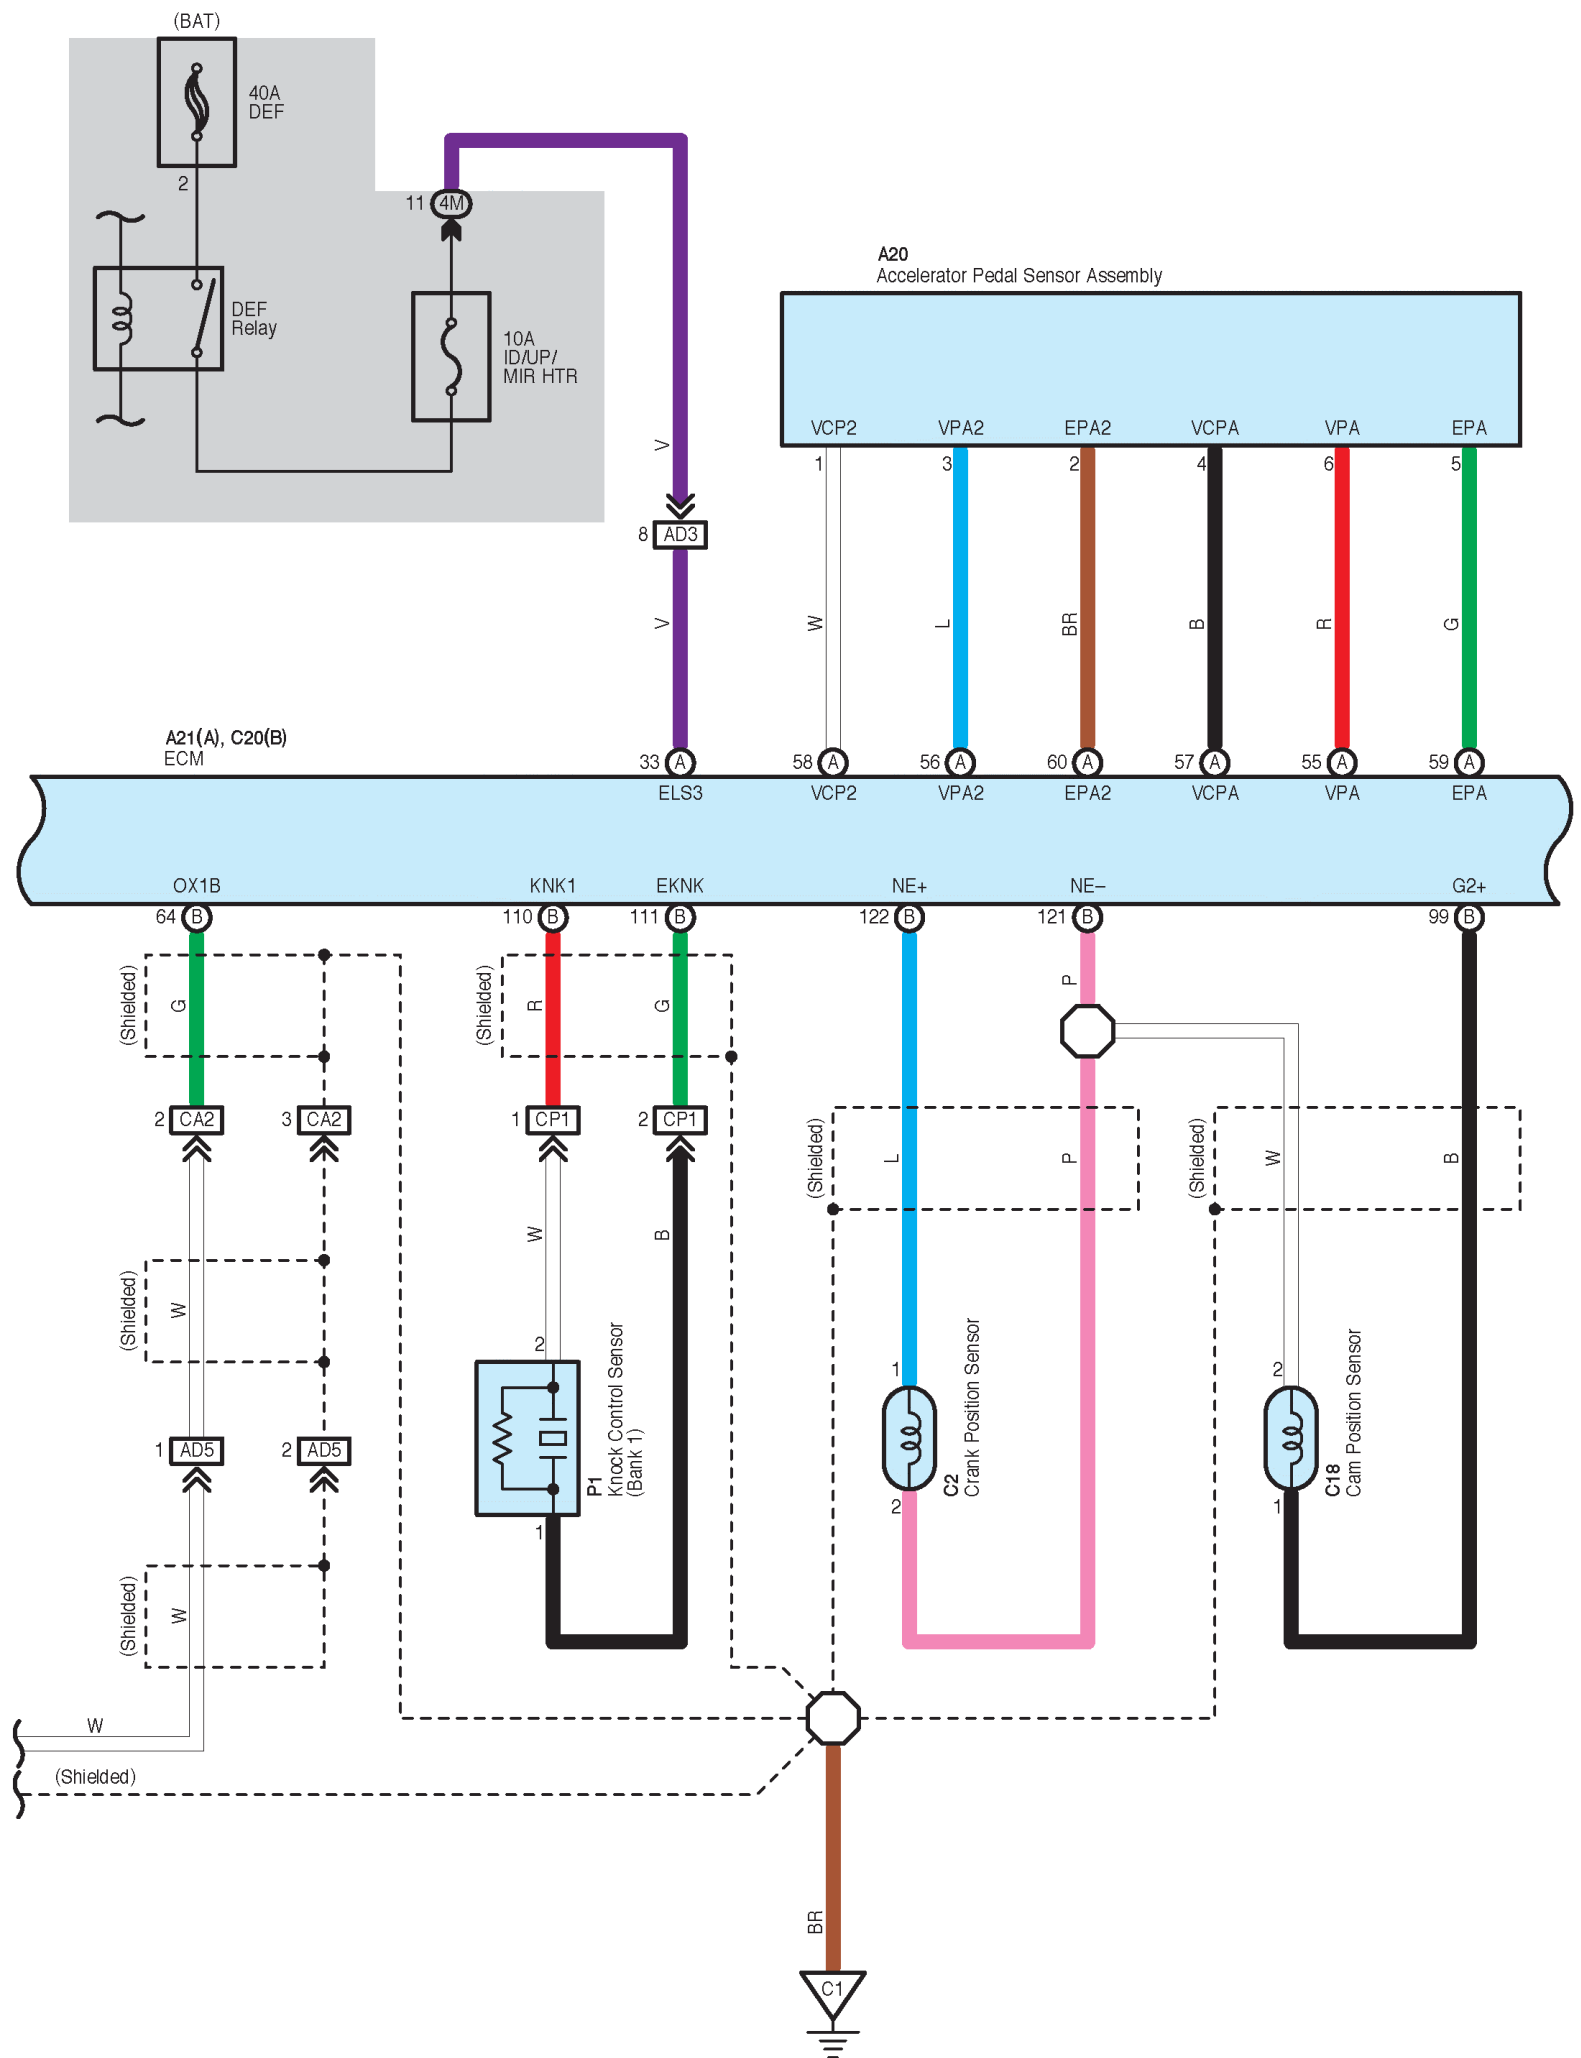 (BAT)
40A
DEF
2
11 4M
DEF
Relay
10A
ID/UP/
MIR HTR
A20
Accelerator Pedal Sensor Assembly
VCP2 VPA2 EPA2 VCPA VPA EPA
1 3 2 4 6 5
V
8 AD3
V W L BR B R G
A21(A), C20(B)
ECM
33 A 58 A 56 A 60 A 57 A 55 A 59 A
ELS3 VCP2 VPA2 EPA2 VCPA VPA EPA
OX1B KNK1 EKNK NE+ NE– G2+
64 B 110 B 111 B 122 B 121 B 99 B
(Shielded) G (Shielded) R G P
2 CA2 3 CA2 1 CP1 2 CP1
(Shielded) L P (Shielded) W B
W B
(Shielded) W
2
1
2
1 AD5 2 AD5
P1
Knock Control Sensor
(Bank 1)
C2
Crank Position Sensor
C18
Cam Position Sensor
1
2
1
(Shielded) W
W
(Shielded)
BR
C1